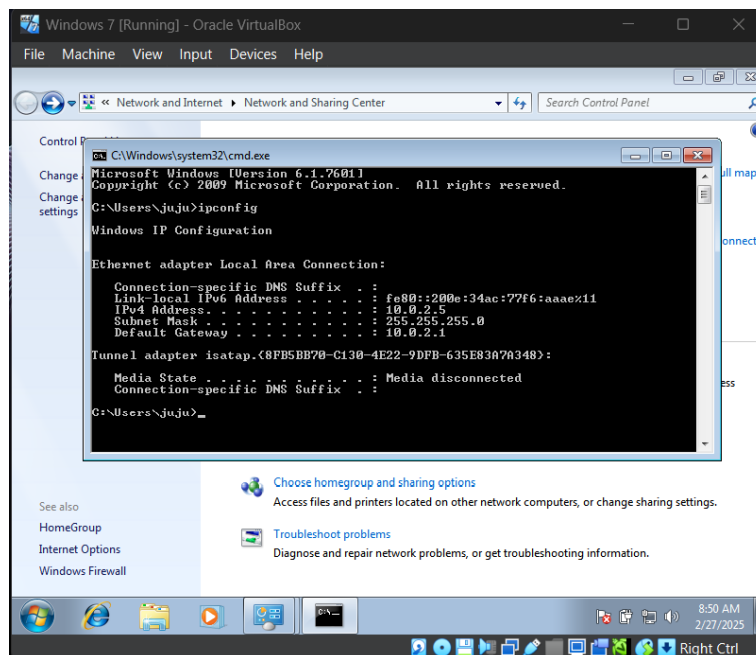 Windows 7 [Running] - Oracle VirtualBox
File Machine View Input Devices Help
« Network and Internet Network and Sharing Center
Search Control Panel
Control
C:\Windows\system32\cmd.exe
Microsoft Windows [Version 6.1.7601]
Copyright (c) 2009 Microsoft Corporation. All rights reserved.
C:\Users\juju>ipconfig
Windows IP Configuration
Ethernet adapter Local Area Connection:
Connection-specific DNS Suffix . :
Link-local IPv6 Address . . . . . : fe80::200e:34ac:77f6:aaae%11
IPv4 Address. . . . . . . . . . . : 10.0.2.5
Subnet Mask . . . . . . . . . . . : 255.255.255.0
Default Gateway . . . . . . . . . : 10.0.2.1
Tunnel adapter isatap.{8FB5BB70-C130-4E22-9DFB-635E83A7A348}:
Media State . . . . . . . . . . . : Media disconnected
Connection-specific DNS Suffix . :
C:\Users\juju>_
Change
Change
settings
map
Choose homegroup and sharing options
Access files and printers located on other network computers, or change sharing settings.
Troubleshoot problems
Diagnose and repair network problems, or get troubleshooting information.
See also
HomeGroup
Internet Options
Windows Firewall
8:50 AM
2/27/2025
Right Ctrl